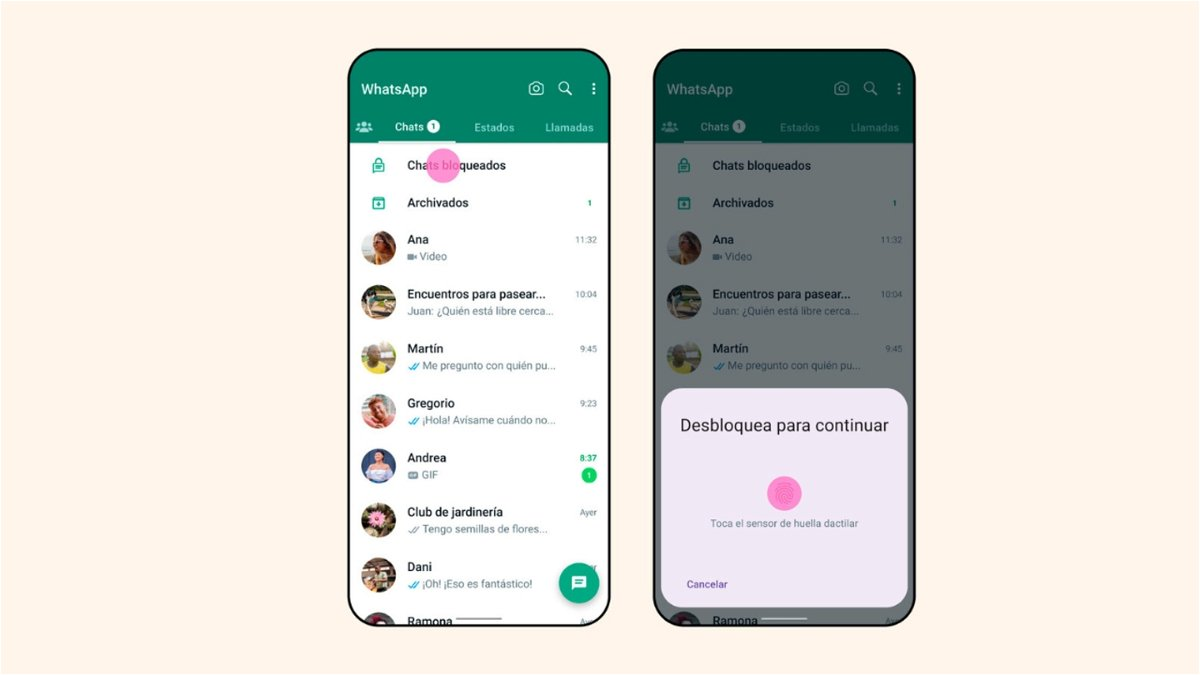 WhatsApp
Chats 1 Estados Llamadas
Chats bloqueados
Archivados 1
Ana 11:32
Video
Encuentros para pasear... 10:04
Juan: ¿Quién está libre cerca...
Martín 9:45
Me pregunto con quién pu...
Gregorio 9:23
¡Hola! Avísame cuándo no...
Andrea 8:37
GIF 1
Club de jardinería Ayer
Tengo semillas de flores...
Dani
¡Oh! ¡Eso es fantástico!
Ramona
WhatsApp
Chats 1 Estados Llamadas
Chats bloqueados
Archivados 1
Ana 11:32
Video
Encuentros para pasear... 10:04
Juan: ¿Quién está libre cerca...
Martín 9:45
Me pregunto con quién pu...
Desbloquea para continuar
Toca el sensor de huella dactilar
Cancelar
Ramona